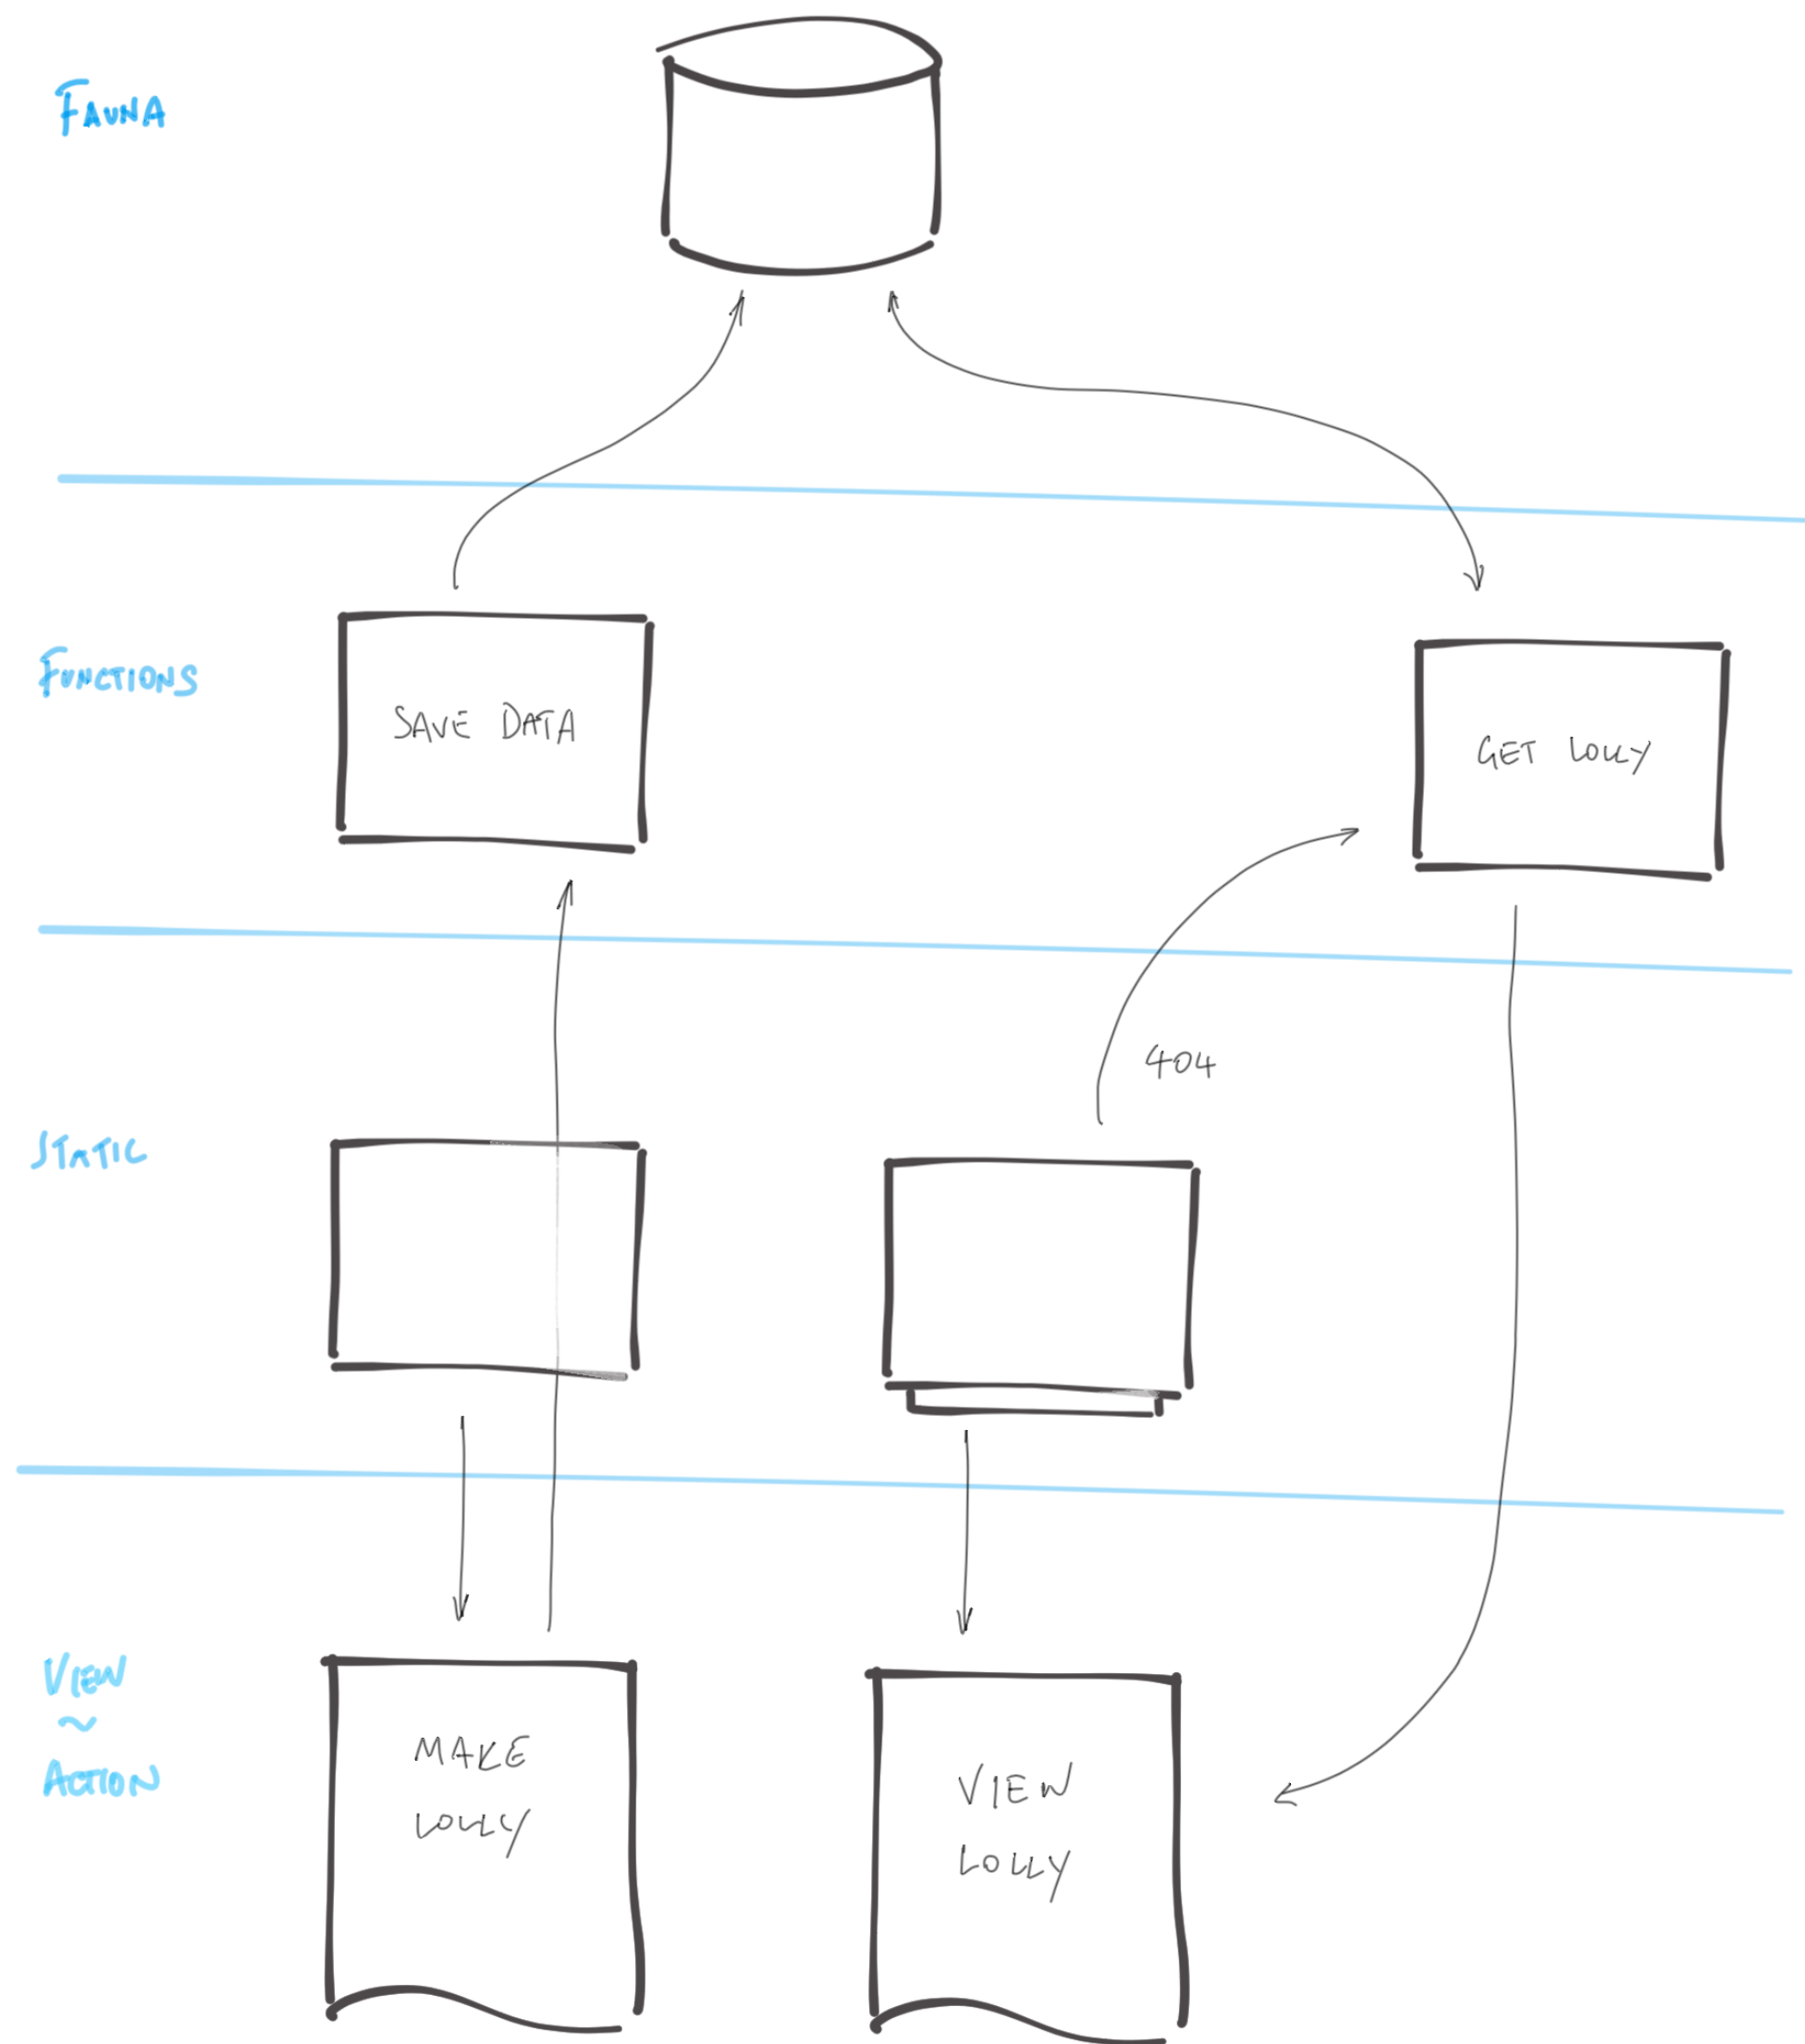 FAUNA
FUNCTIONS
SAVE DATA
GET LOLLY
404
STATIC
VIEW
~
ACTION
MAKE
LOLLY
VIEW
LOLLY